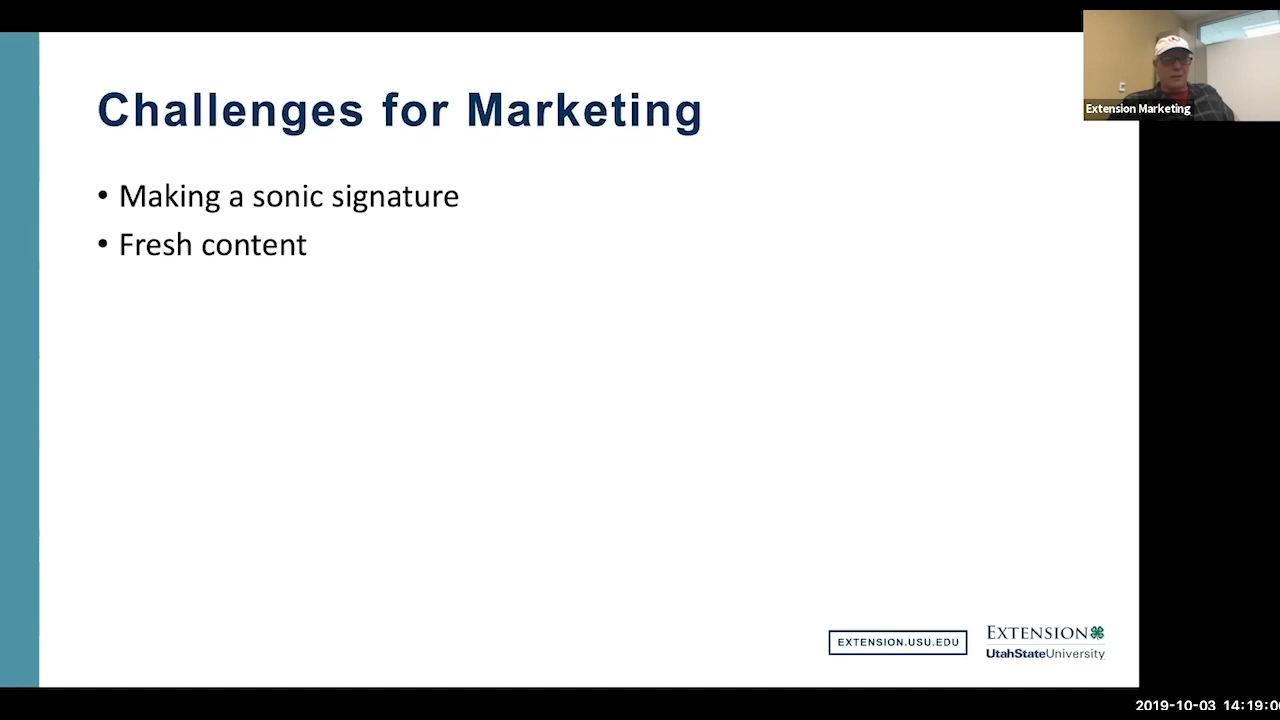 Challenges for Marketing
Extension Marketing
• Making a sonic signature
• Fresh content
EXTENSION.USU.EDU
EXTENSION
UtahStateUniversity
2019-10-03 14:19:0